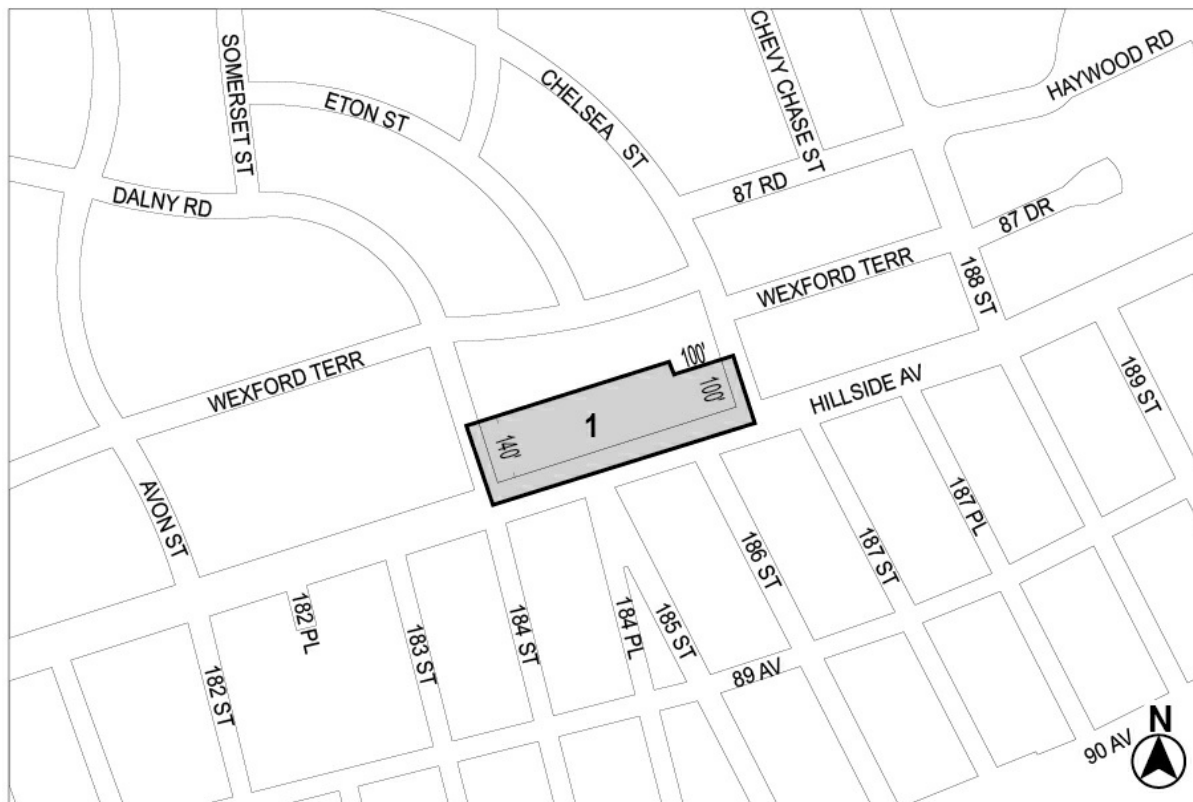 SOMERSET ST
ETON ST
CHELSEA ST
CHEVY CHASE ST
HAYWOOD RD
DALNY RD
87 RD
87 DR
WEXFORD TERR
188 ST
WEXFORD TERR
100'
100'
HILLSIDE AV
189 ST
1
140'
AVON ST
187 PL
186 ST
187 ST
182 PL
183 ST
184 ST
184 PL
185 ST
182 ST
89 AV
90 AV
N